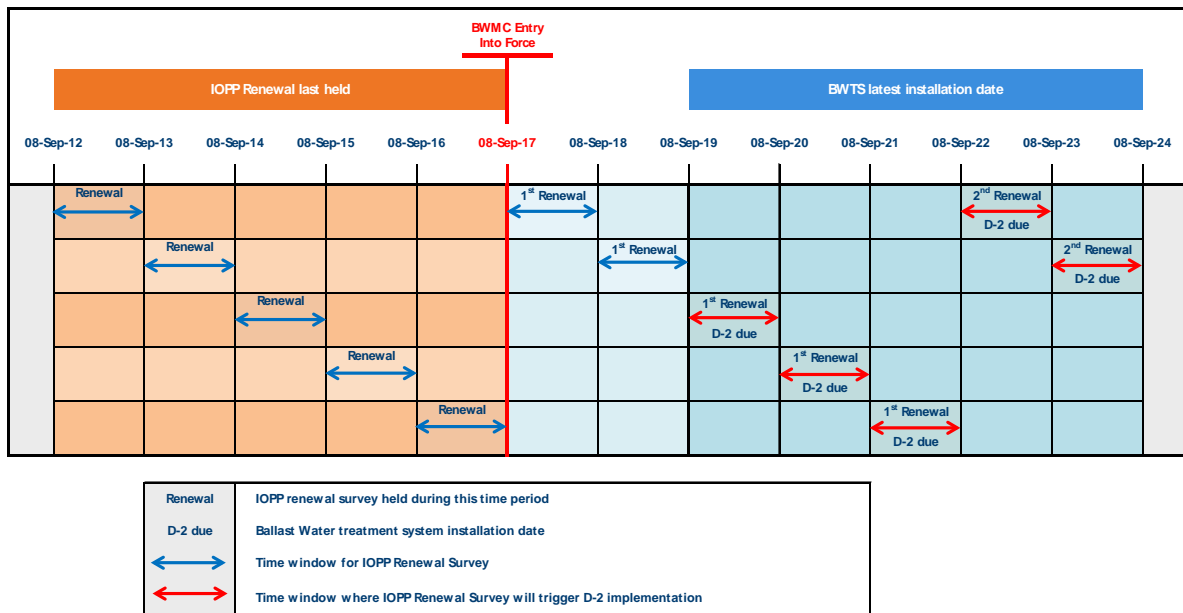 BWMC Entry
Into Force
IOPP Renewal last held
BWTS latest installation date
08-Sep-12 08-Sep-13 08-Sep-14 08-Sep-15 08-Sep-16 08-Sep-17 08-Sep-18 08-Sep-19 08-Sep-20 08-Sep-21 08-Sep-22 08-Sep-23 08-Sep-24
Renewal 1st Renewal 2nd Renewal
D-2 due
Renewal 1st Renewal 2nd Renewal
D-2 due
Renewal 1st Renewal
D-2 due
Renewal 1st Renewal
D-2 due
Renewal 1st Renewal
D-2 due
Renewal IOPP renewal survey held during this time period
D-2 due Ballast Water treatment system installation date
Time window for IOPP Renewal Survey
Time window where IOPP Renewal Survey will trigger D-2 implementation